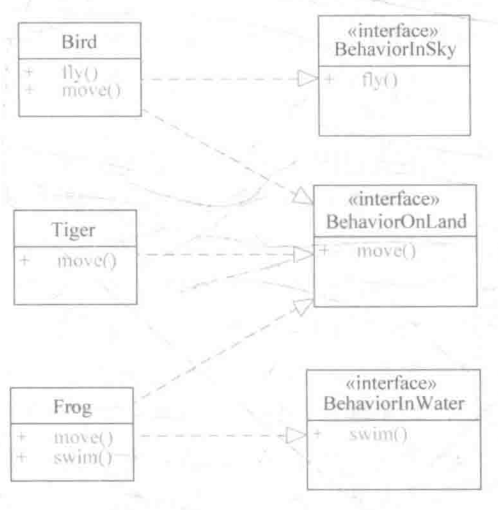 Bird
+ fly()
+ move()
«interface»
BehaviorInSky
+ fly()
Tiger
+ move()
«interface»
BehaviorOnLand
+ move()
Frog
+ move()
+ swim()
«interface»
BehaviorInWater
+ swim()